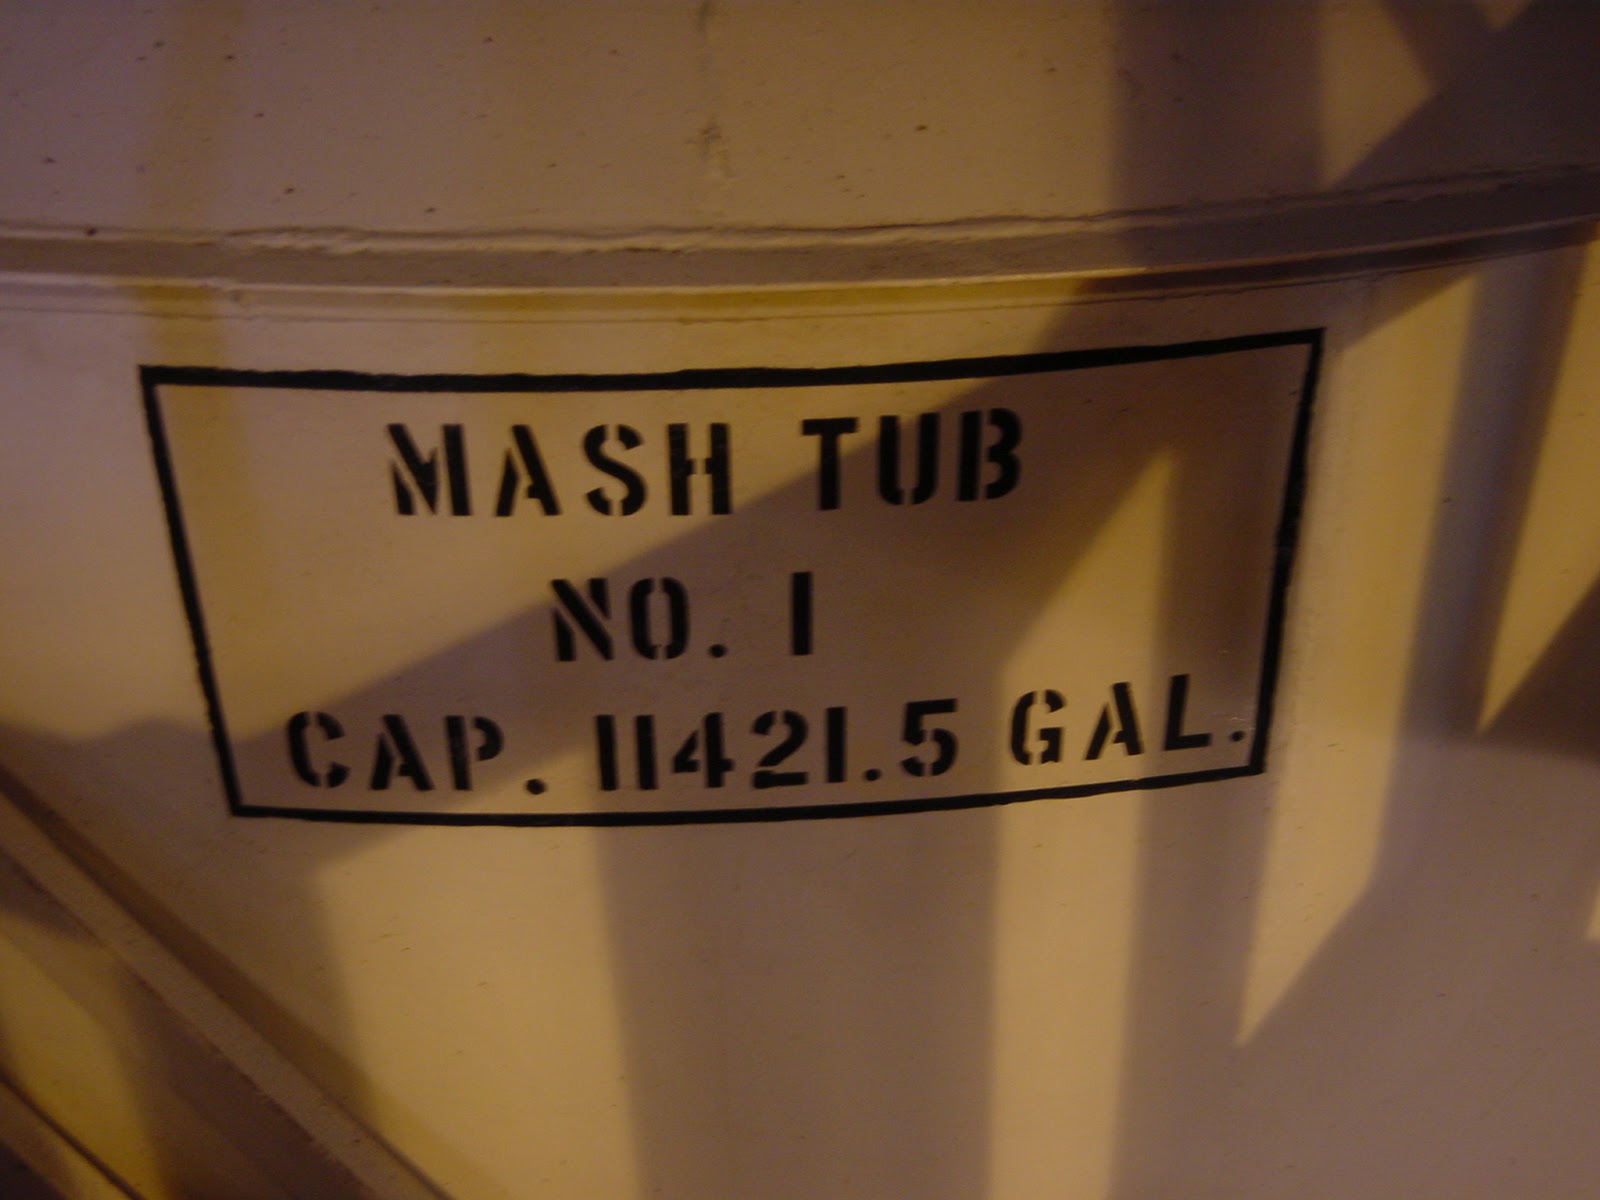 MASH TUB
NO. 1
CAP. 11421.5 GAL.